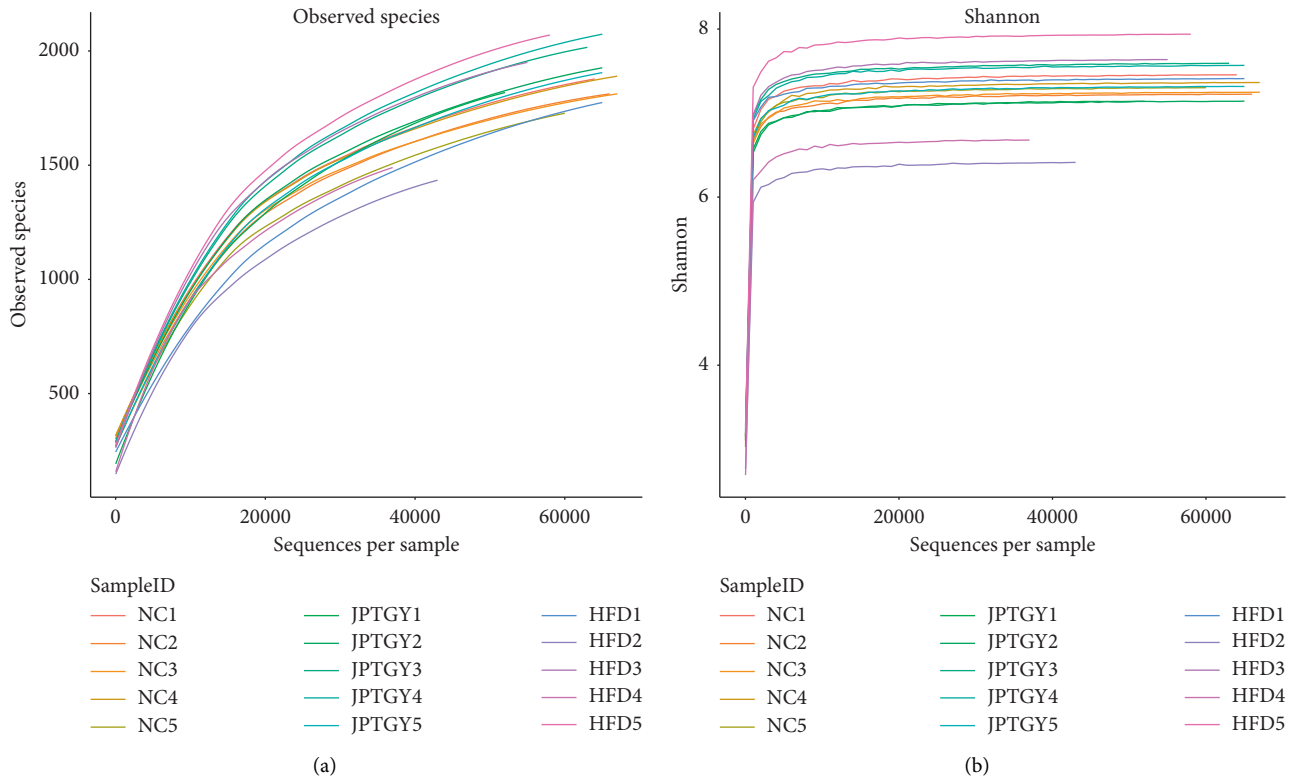 Observed species
Observed species
2000
1500
1000
500
0
20000
40000
60000
Sequences per sample
SampleID
NC1
NC2
NC3
NC4
NC5
JPTGY1
JPTGY2
JPTGY3
JPTGY4
JPTGY5
HFD1
HFD2
HFD3
HFD4
HFD5
(a)
Shannon
Shannon
8
6
4
0
20000
40000
60000
Sequences per sample
SampleID
NC1
NC2
NC3
NC4
NC5
JPTGY1
JPTGY2
JPTGY3
JPTGY4
JPTGY5
HFD1
HFD2
HFD3
HFD4
HFD5
(b)